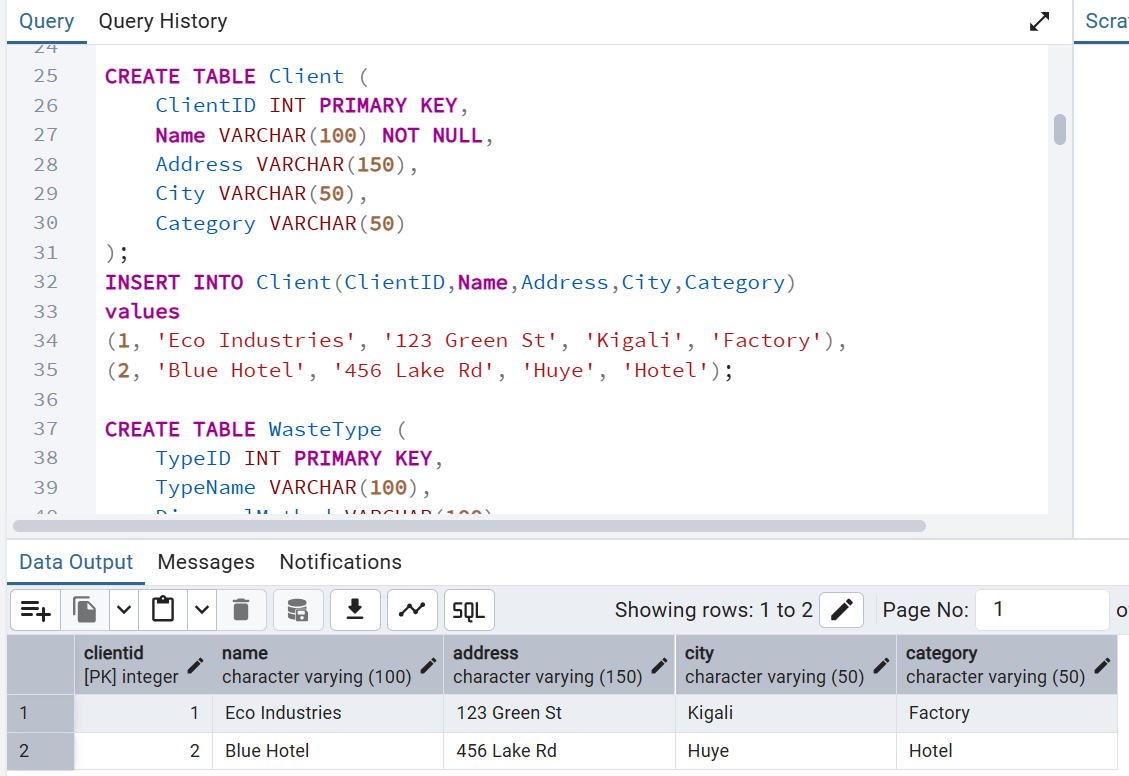 Query Query History
Scra
24
25 CREATE TABLE Client (
26 ClientID INT PRIMARY KEY,
27 Name VARCHAR(100) NOT NULL,
28 Address VARCHAR(150),
29 City VARCHAR(50),
30 Category VARCHAR(50)
31 );
32 INSERT INTO Client(ClientID,Name,Address,City,Category)
33 values
34 (1, 'Eco Industries', '123 Green St', 'Kigali', 'Factory'),
35 (2, 'Blue Hotel', '456 Lake Rd', 'Huye', 'Hotel');
36
37 CREATE TABLE WasteType (
38 TypeID INT PRIMARY KEY,
39 TypeName VARCHAR(100),
40 DisposalMethod VARCHAR(100)
Data Output Messages Notifications
SQL Showing rows: 1 to 2 Page No: 1 o
clientid name address city category
[PK] integer character varying (100) character varying (150) character varying (50) character varying (50)
1 1 Eco Industries 123 Green St Kigali Factory
2 2 Blue Hotel 456 Lake Rd Huye Hotel